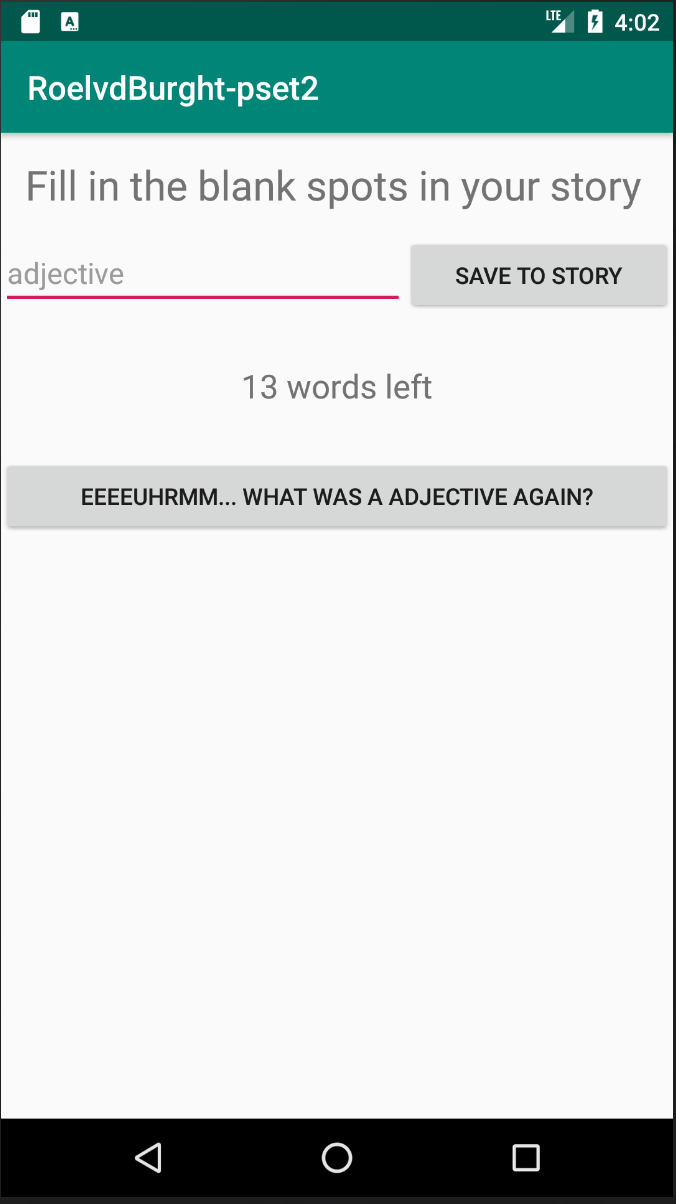 LTE 4:02
RoelvdBurght-pset2
Fill in the blank spots in your story
adjective SAVE TO STORY
13 words left
EEEEUHRMM... WHAT WAS A ADJECTIVE AGAIN?